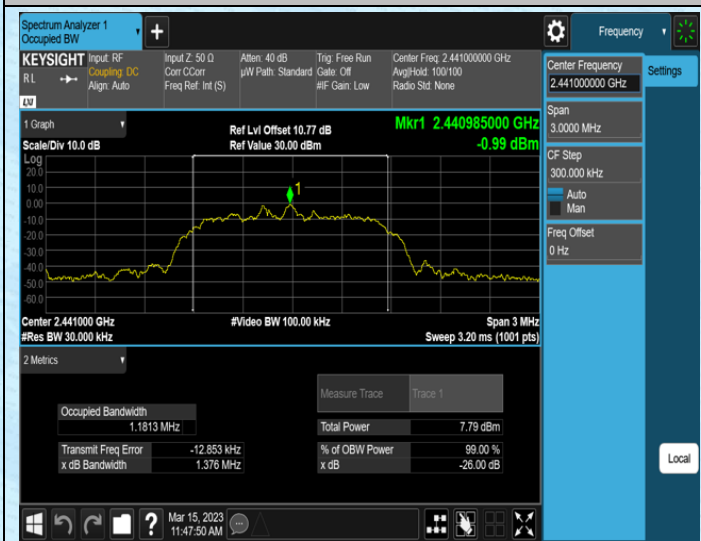 Spectrum Analyzer 1
Occupied BW
Frequency
KEYSIGHT
RL
Input: RF
Coupling: DC
Align: Auto
Input Z: 50 Ω
Corr CCorr
Freq Ref: Int (S)
Atten: 40 dB
µW Path: Standard
Trig: Free Run
Gate: Off
#IF Gain: Low
Center Freq: 2.441000000 GHz
Avg|Hold: 100/100
Radio Std: None
LXI
1 Graph
Scale/Div 10.0 dB
Ref Lvl Offset 10.77 dB
Ref Value 30.00 dBm
Mkr1 2.440985000 GHz
-0.99 dBm
Log
20.0
10.0
0.00
-10.0
-20.0
-30.0
-40.0
-50.0
-60.0
1
Center 2.441000 GHz
#Res BW 30.000 kHz
#Video BW 100.00 kHz
Span 3 MHz
Sweep 3.20 ms (1001 pts)
2 Metrics
Measure Trace Trace 1
Occupied Bandwidth
1.1813 MHz
Total Power 7.79 dBm
Transmit Freq Error -12.853 kHz
% of OBW Power 99.00 %
x dB Bandwidth 1.376 MHz
x dB -26.00 dB
Mar 15, 2023
11:47:50 AM
Center Frequency
2.441000000 GHz
Settings
Span
3.0000 MHz
CF Step
300.000 kHz
Auto
Man
Freq Offset
0 Hz
Local